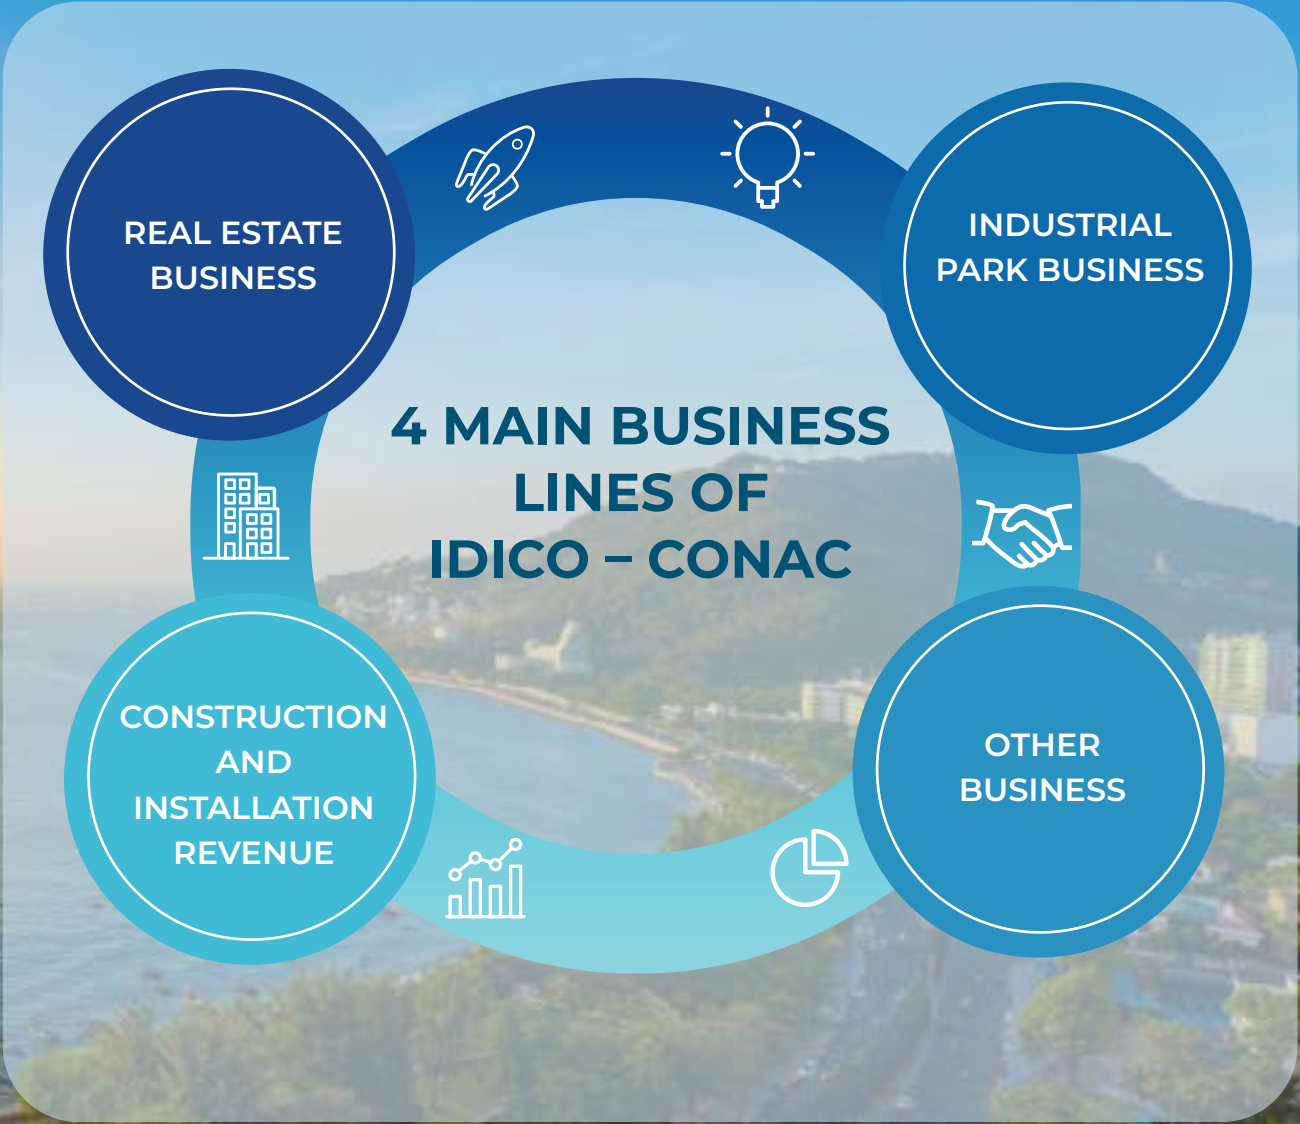 REAL ESTATE
BUSINESS
INDUSTRIAL
PARK BUSINESS
4 MAIN BUSINESS
LINES OF
IDICO – CONAC
CONSTRUCTION
AND
INSTALLATION
REVENUE
OTHER
BUSINESS